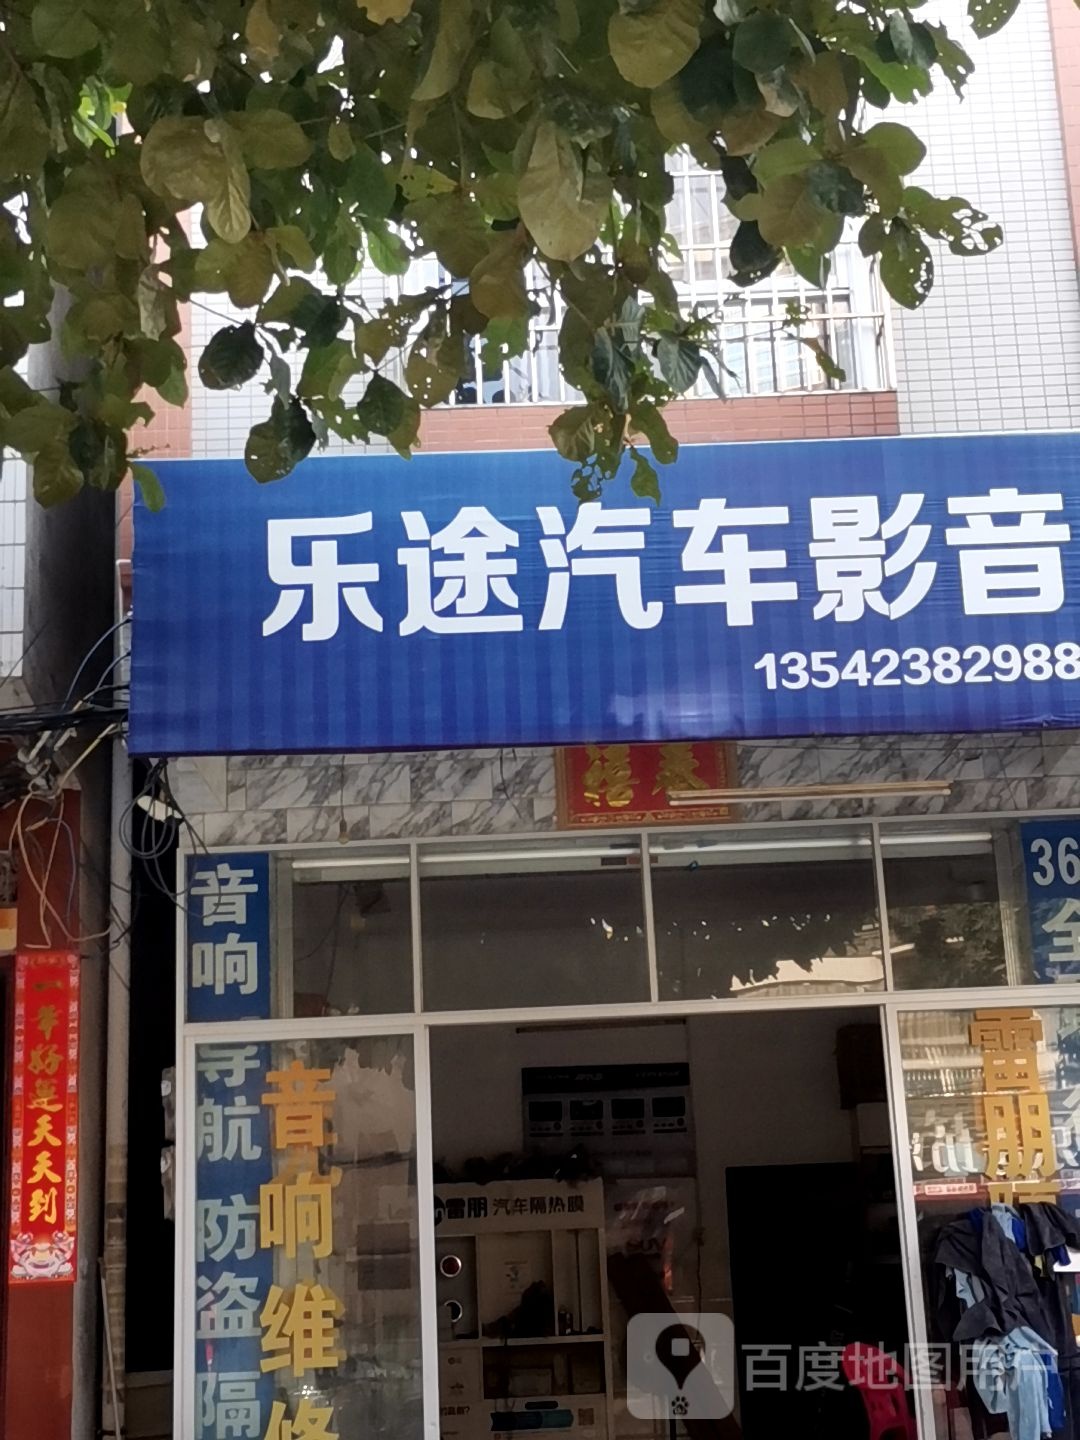 乐途汽车影音
13542382988
音响
导航 防盗 隔
音响维修
36
全
雷朋
一年好运天天到
雷朋 汽车隔热膜
百度地图用户